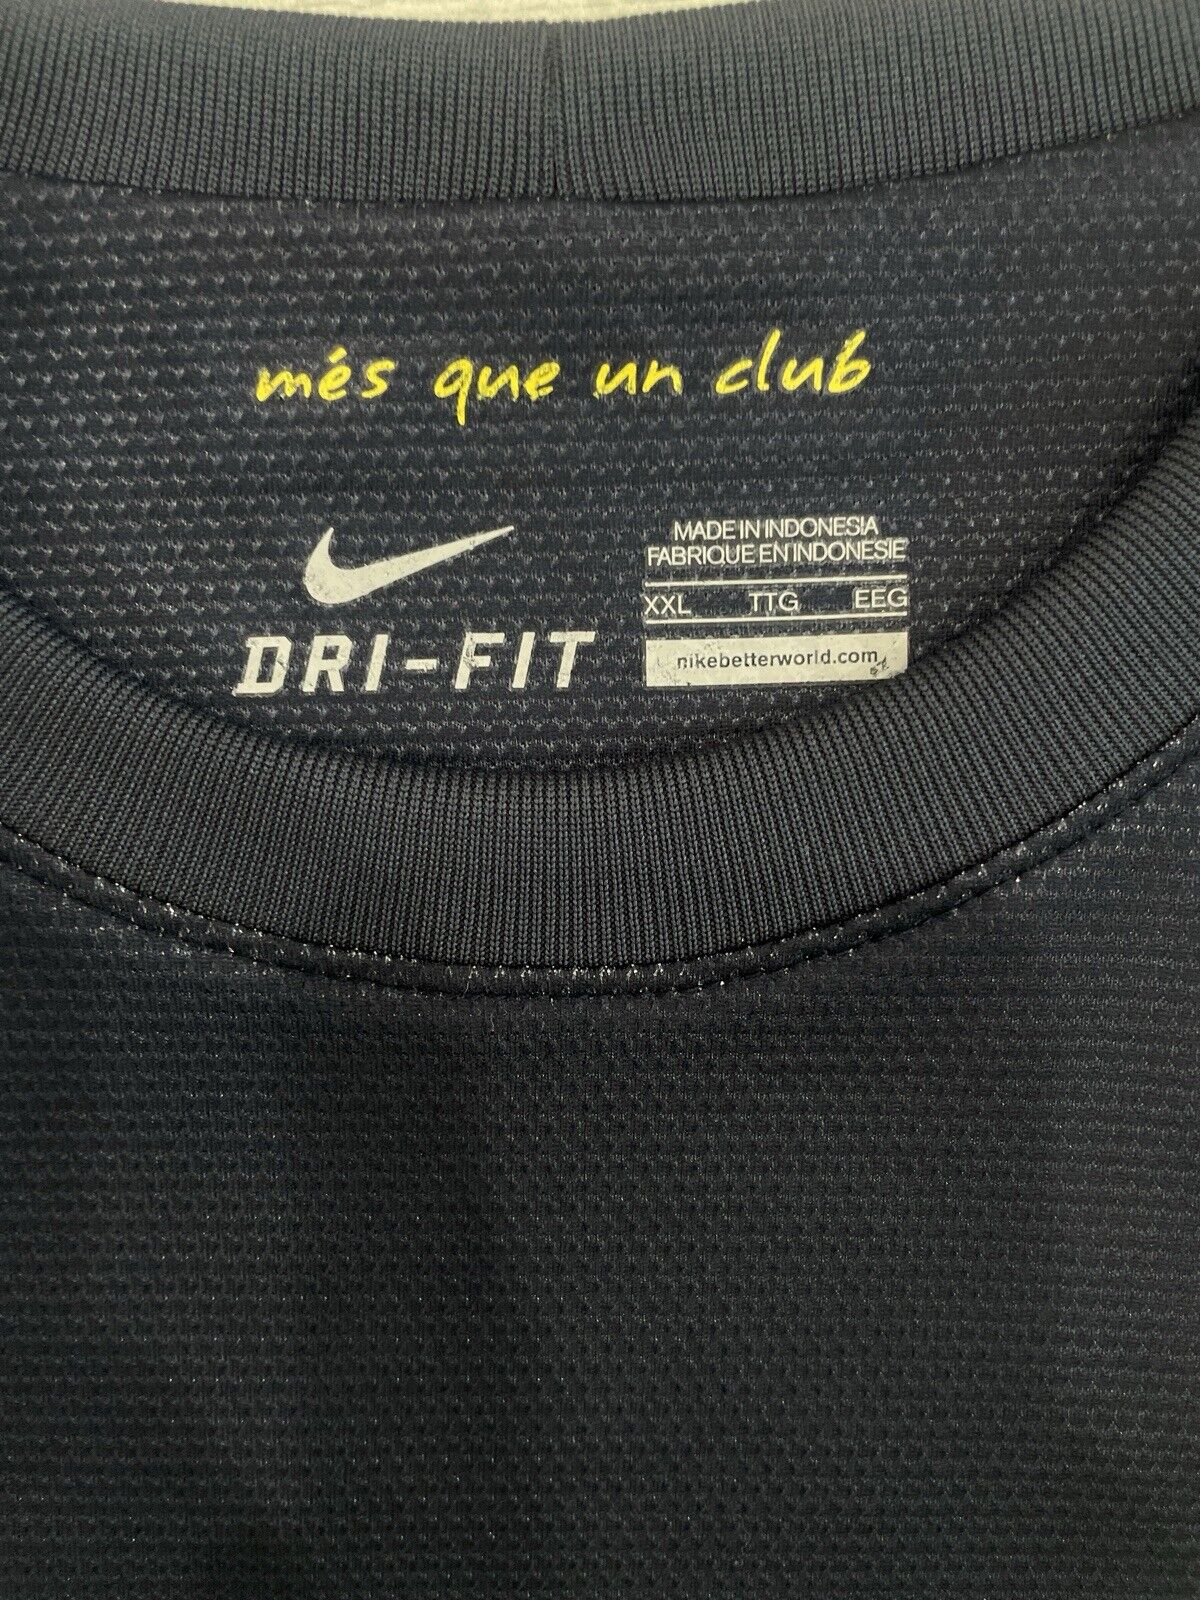 més que un club
DRI-FIT
MADE IN INDONESIA
FABRIQUE EN INDONESIE
XXL TTG EEG
nikebetterworld.com